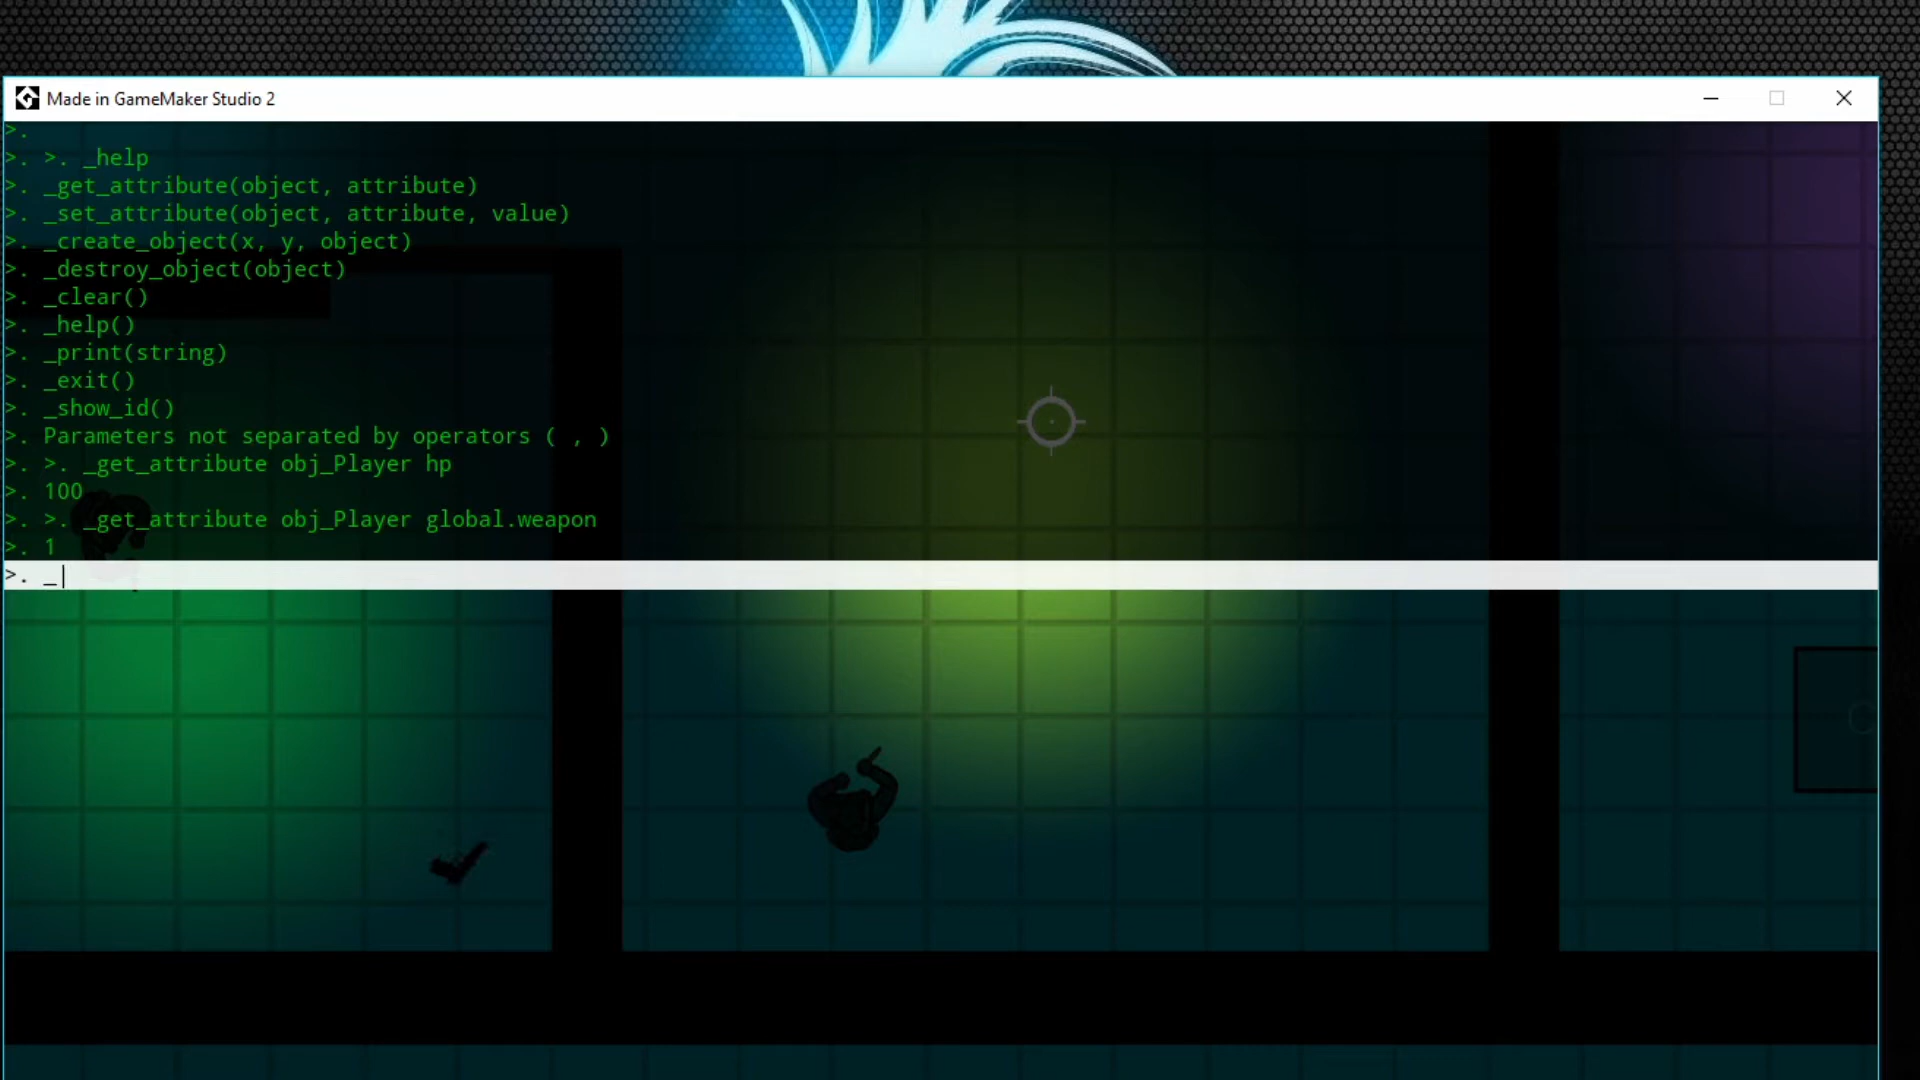 Made in GameMaker Studio 2
>.
>. >. _help
>. _get_attribute(object, attribute)
>. _set_attribute(object, attribute, value)
>. _create_object(x, y, object)
>. _destroy_object(object)
>. _clear()
>. _help()
>. _print(string)
>. _exit()
>. _show_id()
>. Parameters not separated by operators ( , )
>. >. _get_attribute obj_Player hp
>. 100
>. >. _get_attribute obj_Player global.weapon
>. 1
>. _|